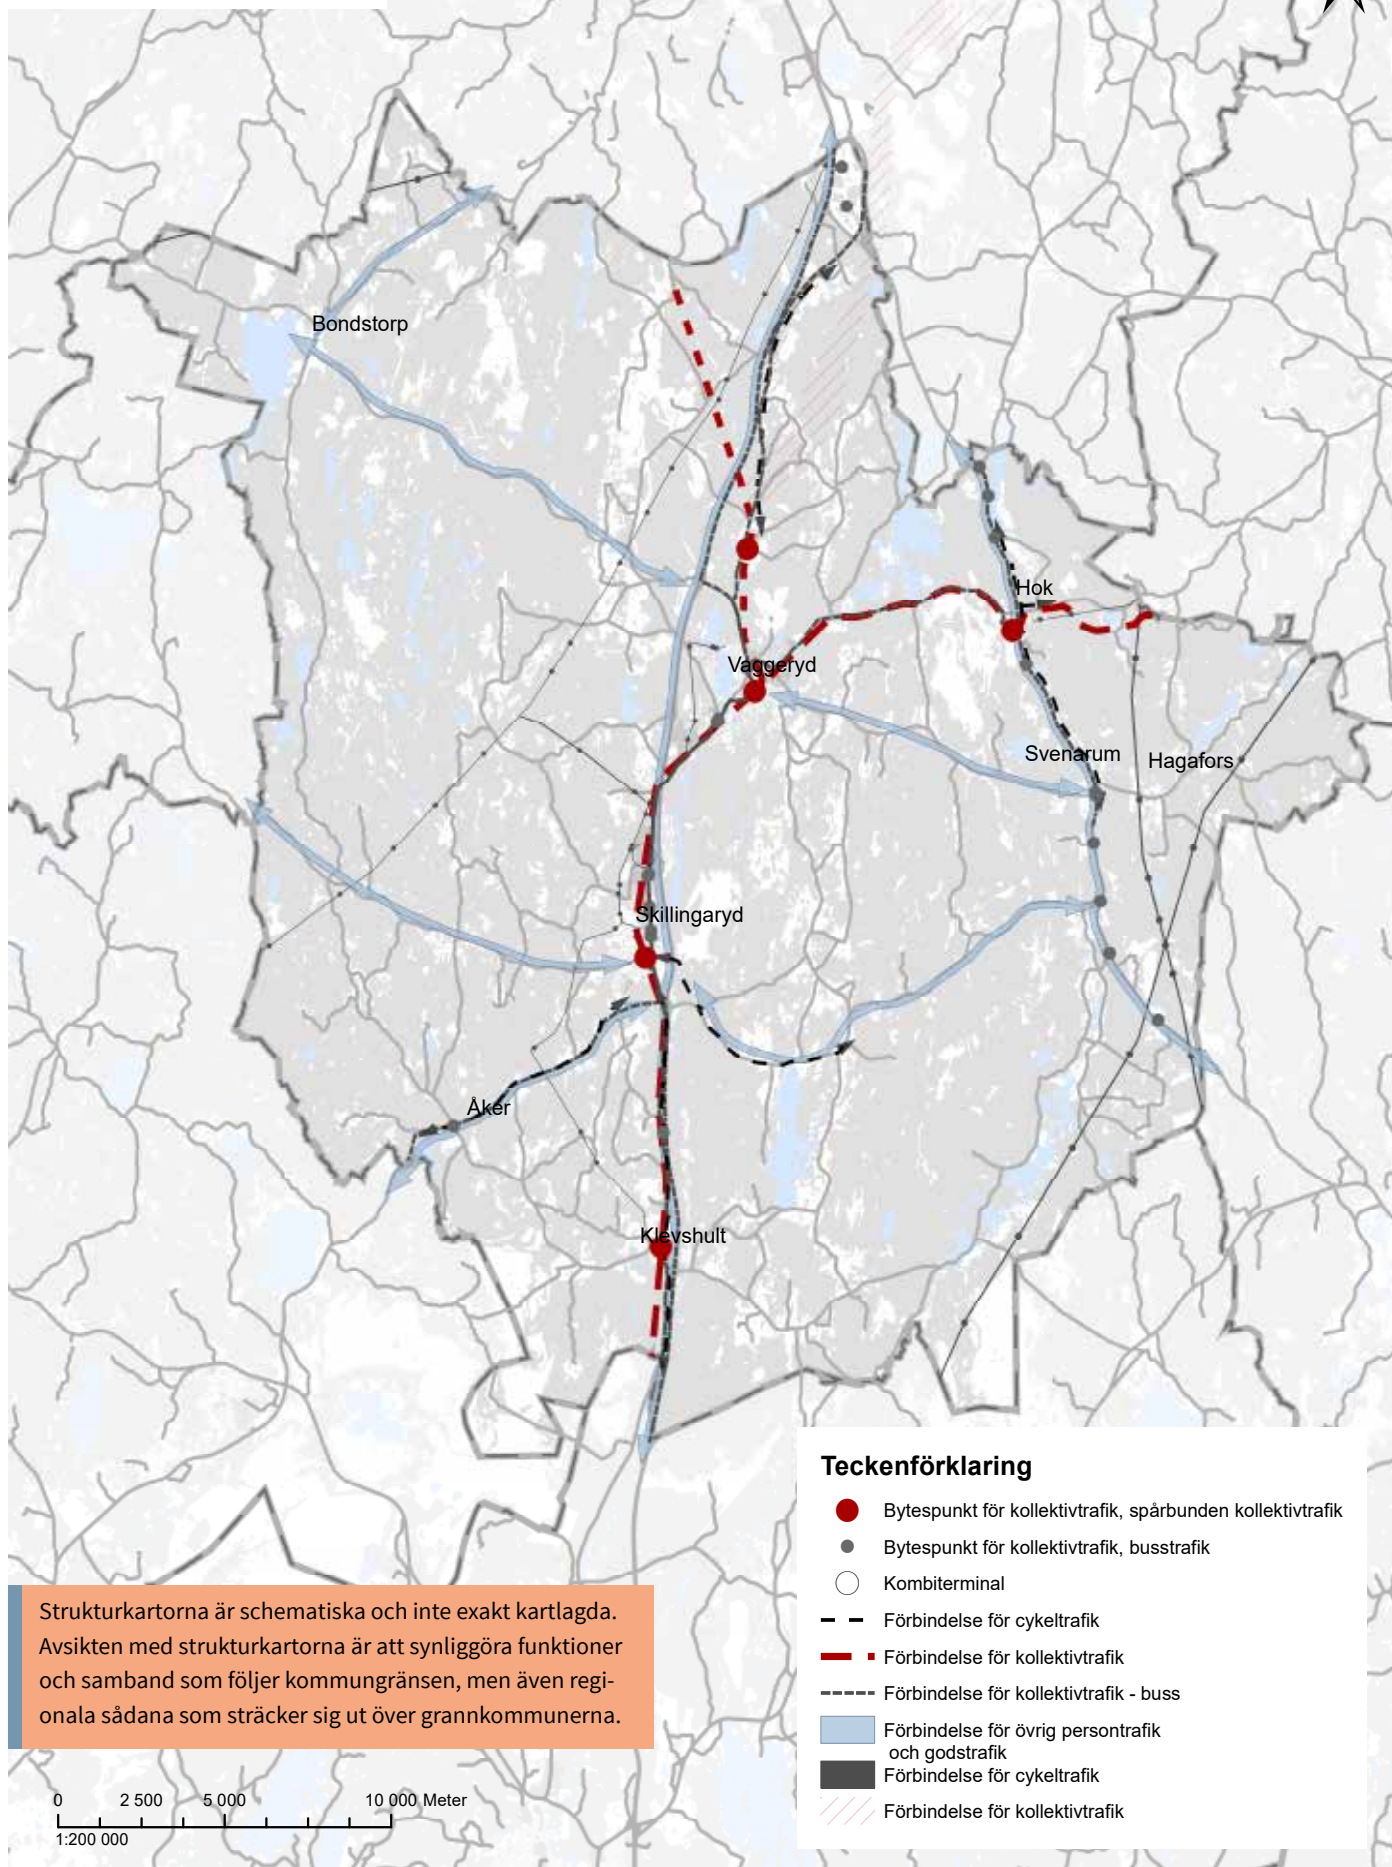 Bondstorp
Hok
Vaggeryd
Svenarum
Hagafors
Skillingaryd
Åker
Klevshult
Teckenförklaring
Bytespunkt för kollektivtrafik, spårbunden kollektivtrafik
Bytespunkt för kollektivtrafik, busstrafik
Kombiterminal
Förbindelse för cykeltrafik
Förbindelse för kollektivtrafik
Förbindelse för kollektivtrafik - buss
Förbindelse för övrig persontrafik
och godstrafik
Förbindelse för cykeltrafik
Förbindelse för kollektivtrafik
Strukturkartorna är schematiska och inte exakt kartlagda.
Avsikten med strukturkartorna är att synliggöra funktioner
och samband som följer kommungränsen, men även regi-
onala sådana som sträcker sig ut över grannkommunerna.
0 2 500 5 000 10 000 Meter
1:200 000